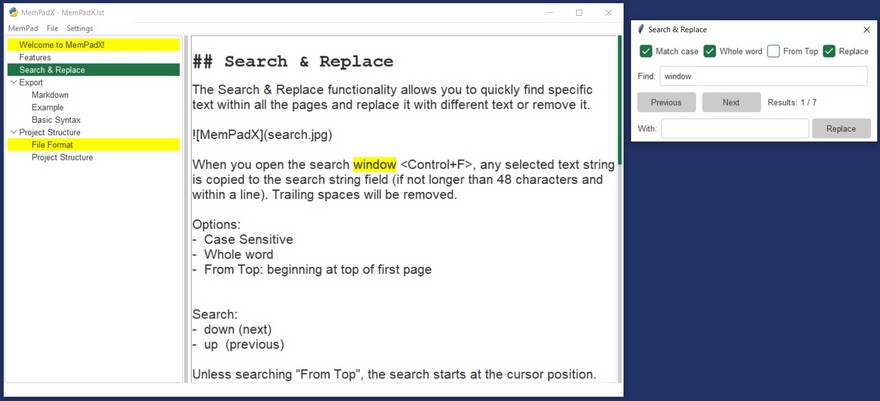 MemPadX - MemPadX.lst
MemPad File Settings
Welcome to MemPadX!
Features
Search & Replace
Export
Markdown
Example
Basic Syntax
Project Structure
File Format
Project Structure
## Search & Replace
The Search & Replace functionality allows you to quickly find specific
text within all the pages and replace it with different text or remove it.
![MemPadX](search.jpg)
When you open the search window <Control+F>, any selected text string
is copied to the search string field (if not longer than 48 characters and
within a line). Trailing spaces will be removed.
Options:
- Case Sensitive
- Whole word
- From Top: beginning at top of first page
Search:
- down (next)
- up (previous)
Unless searching "From Top", the search starts at the cursor position.
Search & Replace
Match case Whole word From Top Replace
Find: window
Previous Next Results: 1 / 7
With: Replace